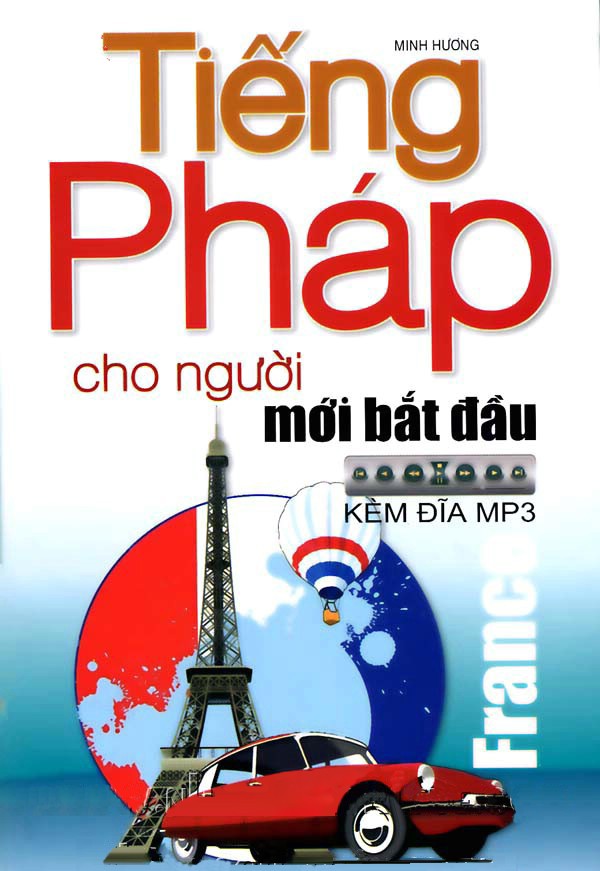 MINH HƯƠNG
Tiếng
Pháp
cho người
mới bắt đầu
KÈM ĐĨA MP3
France